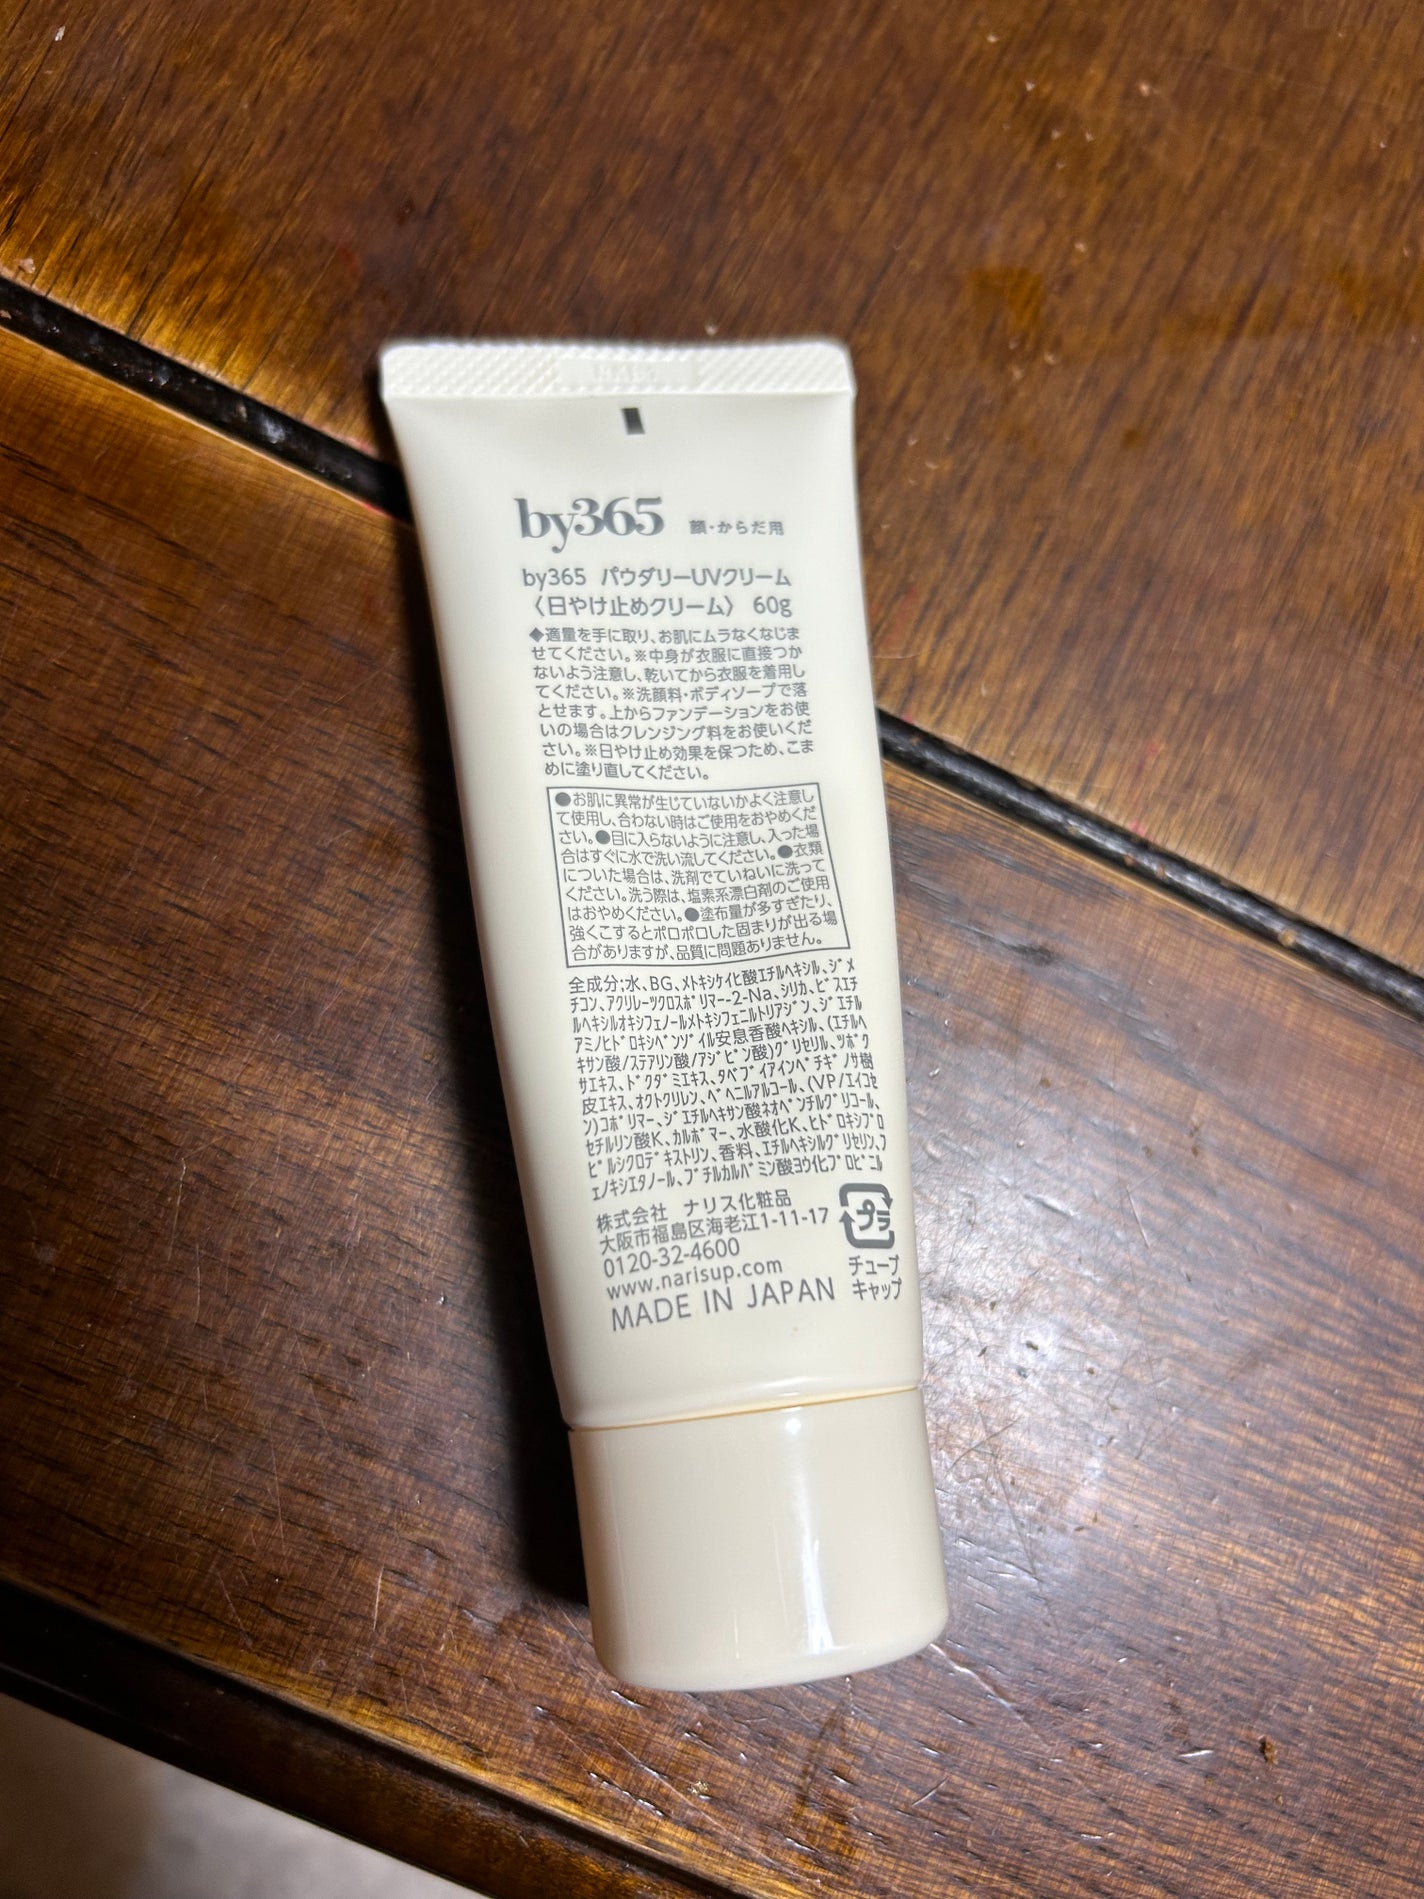 by365 顔・からだ用
by365 パウダリーUVクリーム
〈日やけ止めクリーム〉 60g
◆適量を手に取り、お肌にムラなくなじま
せてください。※中身が衣服に直接つか
ないよう注意し、乾いてから衣服を着用し
てください。※洗顔料・ボディソープで落
とせます。上からファンデーションをお使
いの場合はクレンジング料をお使いくだ
さい。※日やけ止め効果を保つため、こま
めに塗り直してください。
●お肌に異常が生じていないかよく注意し
て使用し、合わない時はご使用をおやめくだ
さい。●目に入らないように注意し、入った場
合はすぐに水で洗い流してください。●衣類
についた場合は、洗剤でていねいに洗って
ください。洗う際は、塩素系漂白剤のご使用
はおやめください。●塗布量が多すぎたり、
強くこするとポロポロした固まりが出る場
合がありますが、品質に問題ありません。
全成分;水、BG、メトキシケイヒ酸エチルヘキシル、ジメ
チコン、アクリレーツクロスポリマー-2-Na、シリカ、ビスエチ
ルヘキシルオキシフェノールメトキシフェニルトリアジン、ジエチル
アミノヒドロキシベンゾイル安息香酸ヘキシル、(エチルヘ
キサン酸/ステアリン酸/アジピン酸)グリセリル、ツボク
サエキス、ドクダミエキス、タベブイアインペチギノサ樹
皮エキス、オクトクリレン、ベヘニルアルコール、(VP/エイコセ
ン)コポリマー、ジエチルヘキサン酸ネオペンチルグリコール、
セチルリン酸K、カルボマー、水酸化K、ヒドロキシプロ
ピルシクロデキストリン、香料、エチルヘキシルグリセリン、フ
ェノキシエタノール、ブチルカルバミン酸ヨウ化プロピニル
株式会社 ナリス化粧品
大阪市福島区海老江1-11-17
0120-32-4600
www.narisup.com
MADE IN JAPAN
プラ
チューブ
キャップ